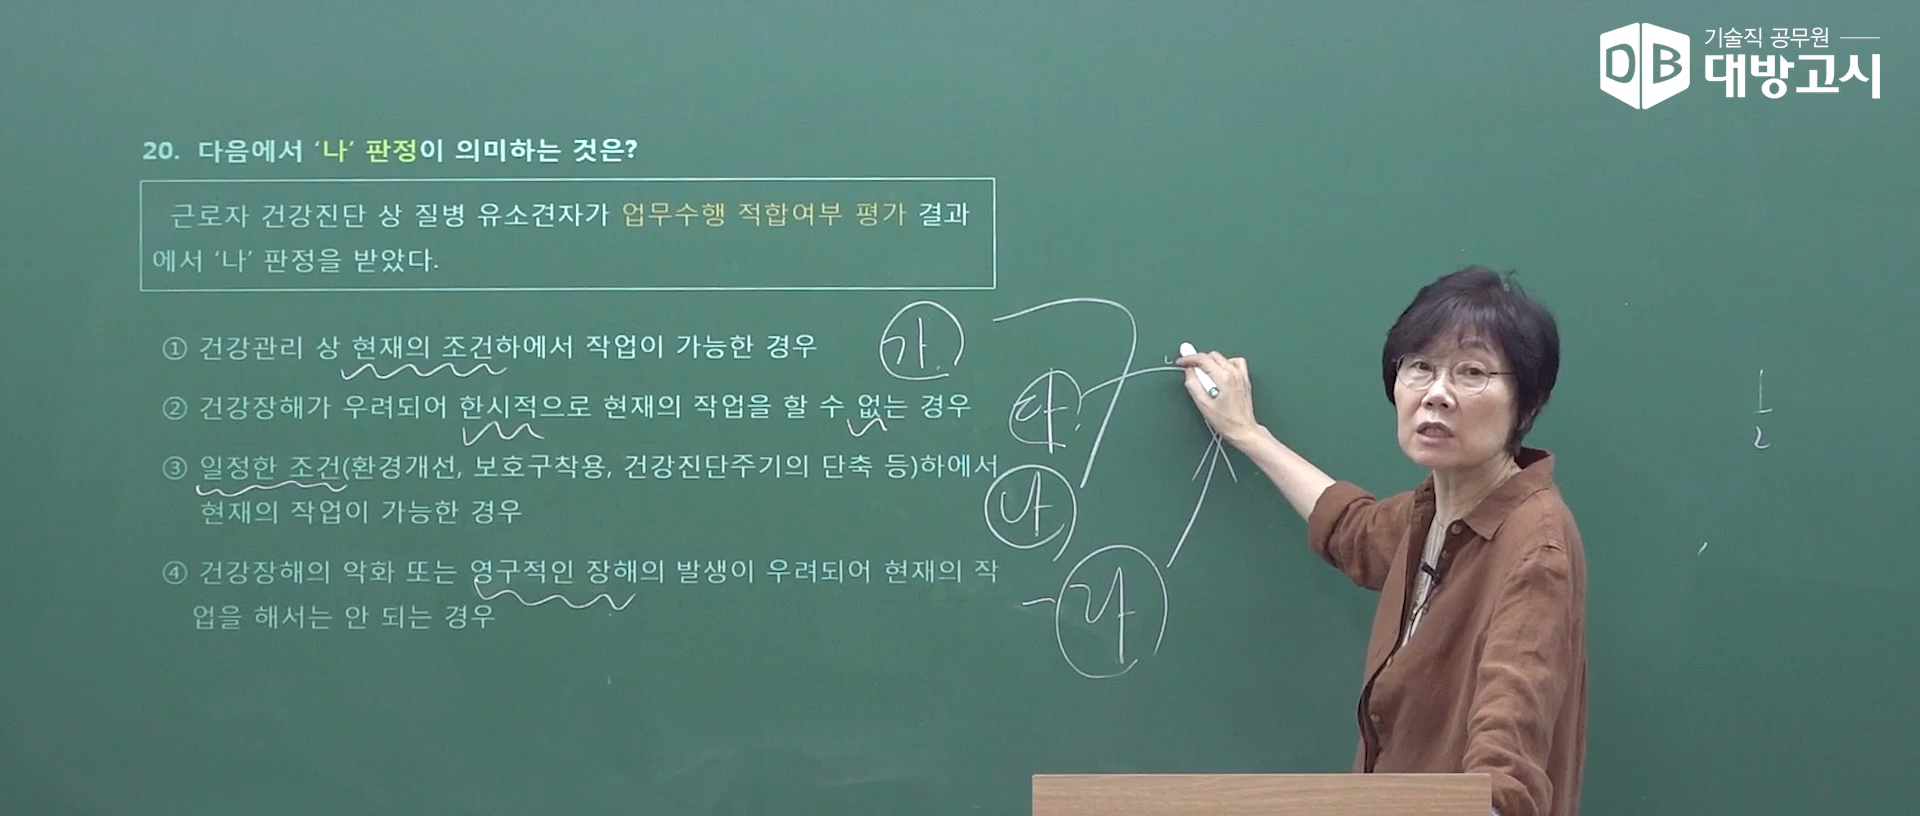 기술직 공무원
DB 대방고시
20. 다음에서 ‘나’ 판정이 의미하는 것은?
근로자 건강진단 상 질병 유소견자가 업무수행 적합여부 평가 결과
에서 ‘나’ 판정을 받았다.
① 건강관리 상 현재의 조건하에서 작업이 가능한 경우
가
② 건강장해가 우려되어 한시적으로 현재의 작업을 할 수 없는 경우
다
③ 일정한 조건(환경개선, 보호구착용, 건강진단주기의 단축 등)하에서
현재의 작업이 가능한 경우
나
④ 건강장해의 악화 또는 영구적인 장해의 발생이 우려되어 현재의 작
업을 해서는 안 되는 경우
라
1
2